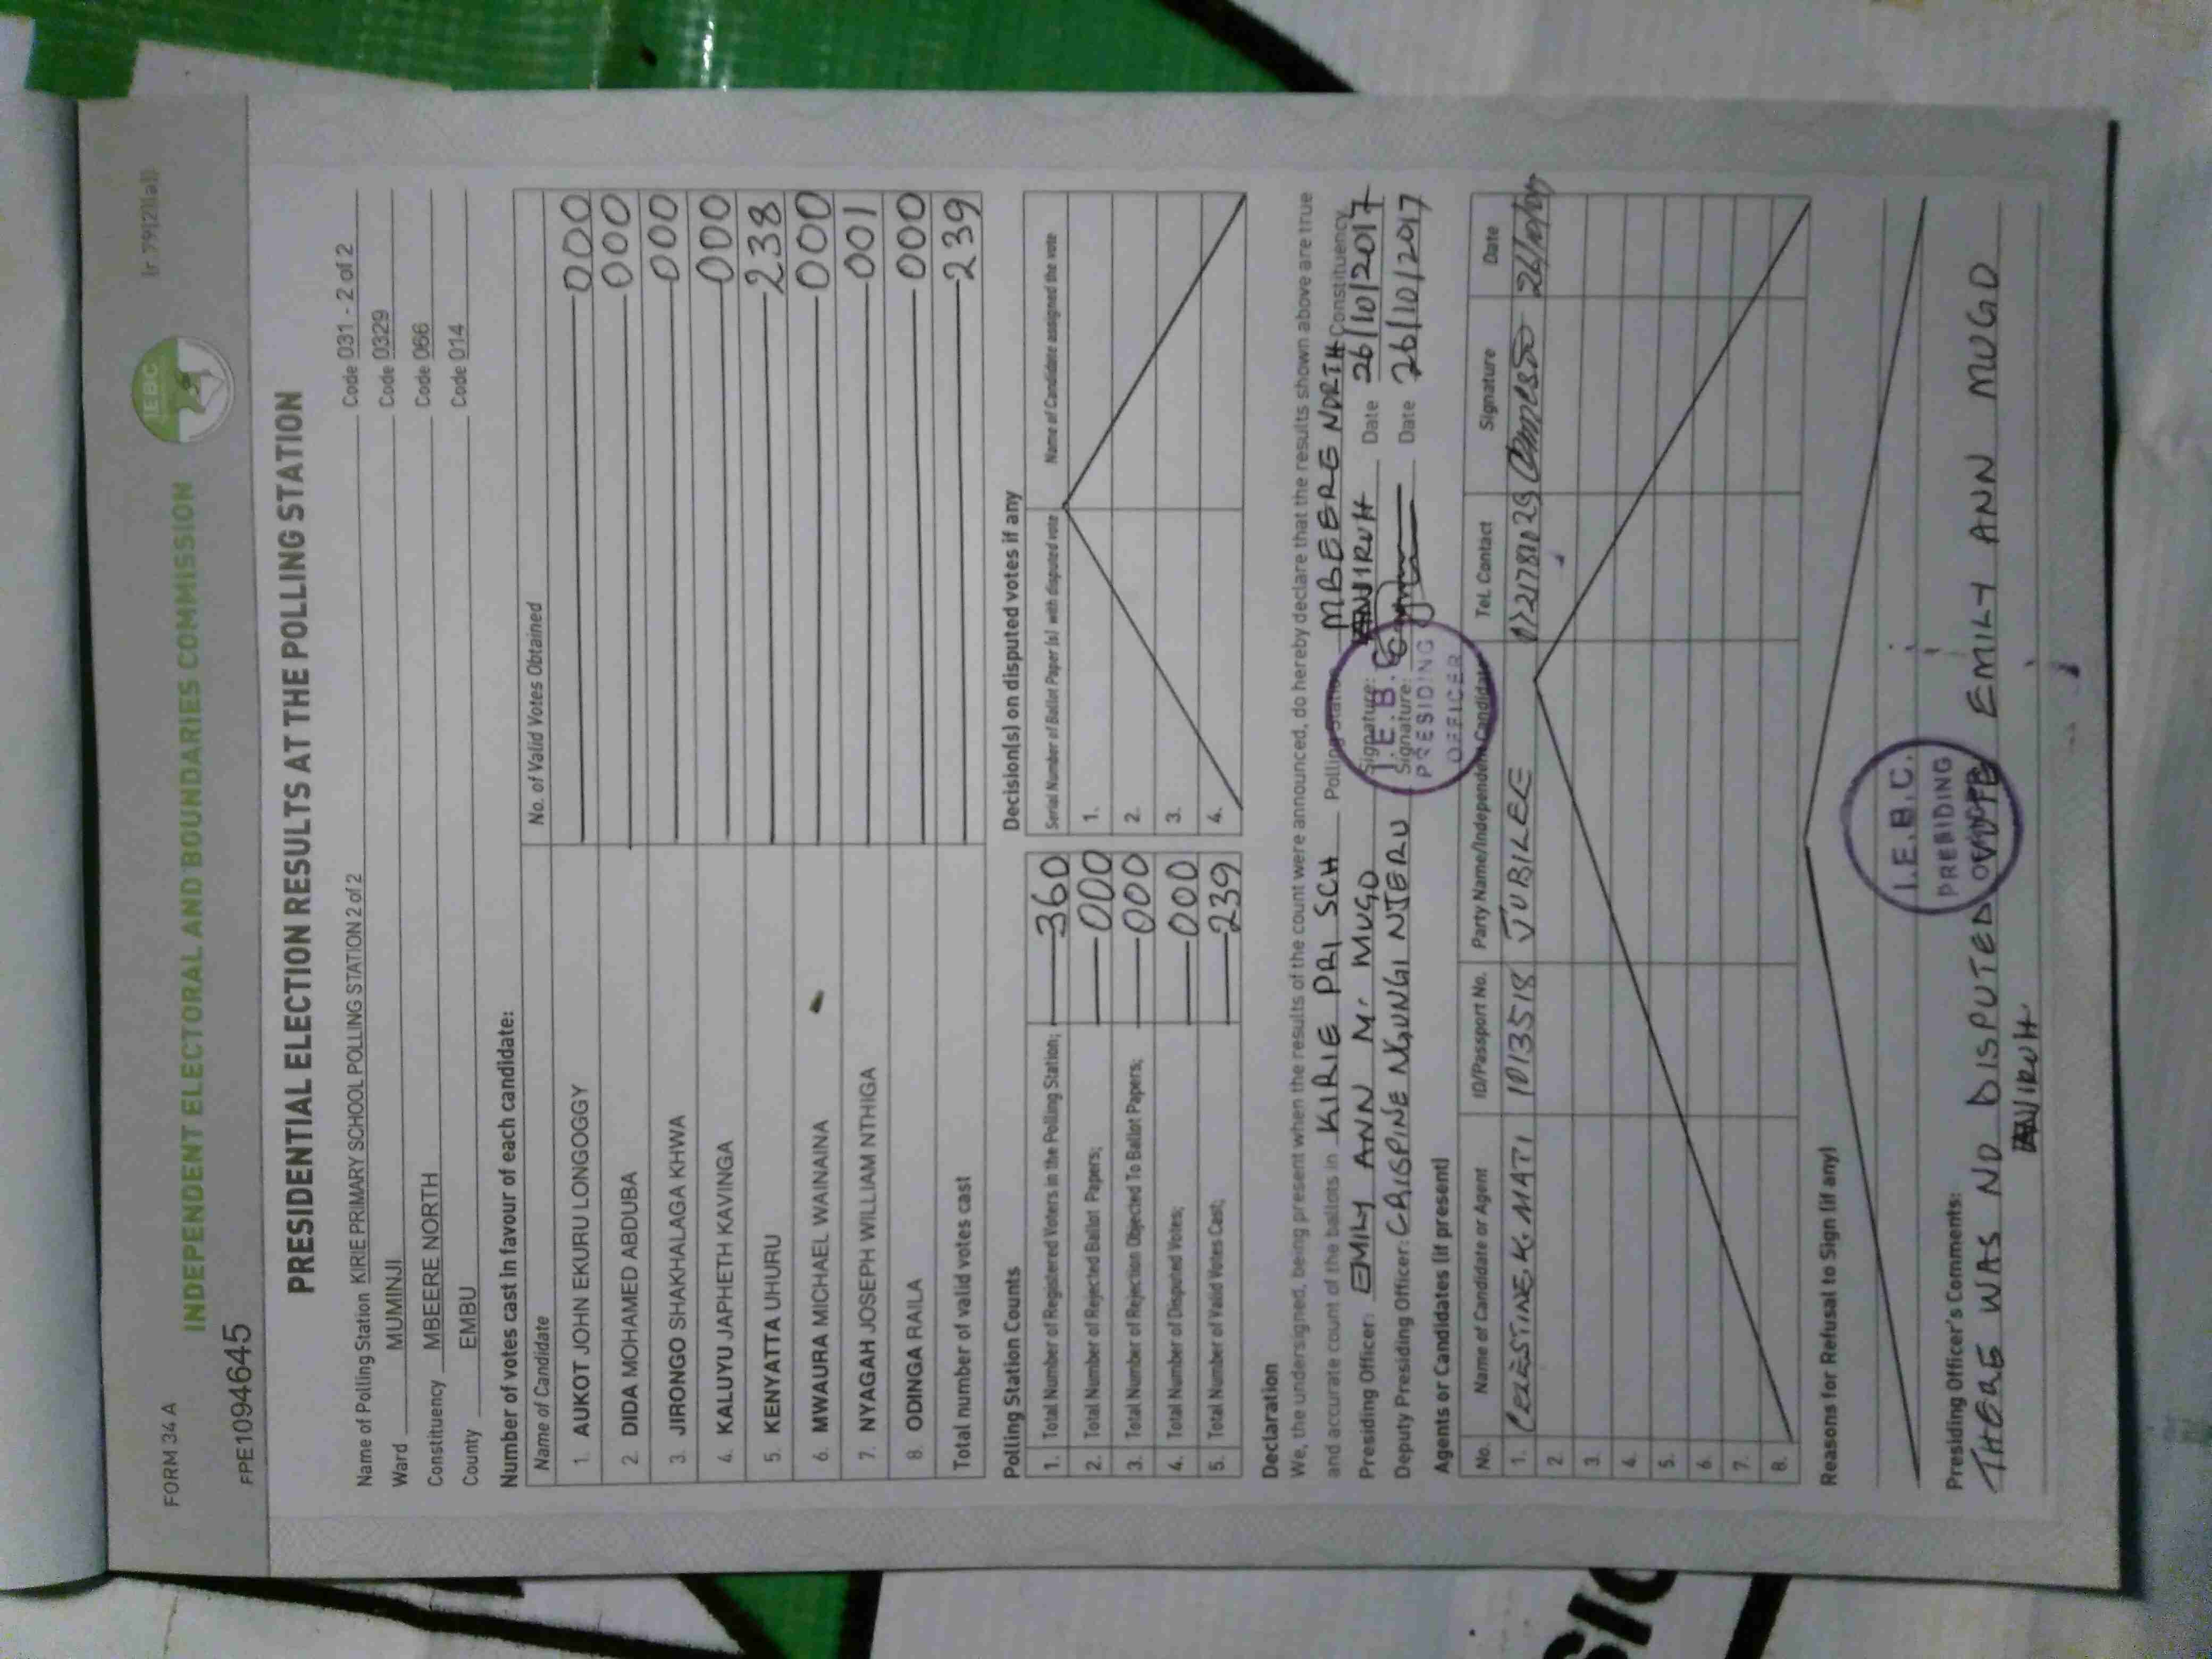 FORM 34 A
(r 79(2)(a))
INDEPENDENT ELECTORAL AND BOUNDARIES COMMISSION
IEBC
FPE1094645
PRESIDENTIAL ELECTION RESULTS AT THE POLLING STATION
Name of Polling Station KIRIE PRIMARY SCHOOL POLLING STATION 2 of 2 Code 031 - 2 of 2
Ward MUMINJI Code 0329
Constituency MBEERE NORTH Code 066
County EMBU Code 014
Number of votes cast in favour of each candidate:
Name of Candidate No. of Valid Votes Obtained
1. AUKOT JOHN EKURU LONGOGGY 000
2. DIDA MOHAMED ABDUBA 000
3. JIRONGO SHAKHALAGA KHWA 000
4. KALUYU JAPHETH KAVINGA 000
5. KENYATTA UHURU 238
6. MWAURA MICHAEL WAINAINA 000
7. NYAGAH JOSEPH WILLIAM NTHIGA 001
8. ODINGA RAILA 000
Total number of valid votes cast 239
Polling Station Counts
1. Total Number of Registered Voters in the Polling Station; 360
2. Total Number of Rejected Ballot Papers; 000
3. Total Number of Rejection Objected To Ballot Papers; 000
4. Total Number of Disputed Votes; 000
5. Total Number of Valid Votes Cast; 239
Decision(s) on disputed votes if any
Serial Number of Ballot Paper (s) with disputed vote Name of Candidate assigned the vote
1.
2.
3.
4.
Declaration
We, the undersigned, being present when the results of the count were announced, do hereby declare that the results shown above are true
and accurate count of the ballots in KIRIE PRI SCH Polling Station MBEERE NORTH Constituency
Presiding Officer: EMILY ANN M. MUGO Signature: Date 26/10/2017
Deputy Presiding Officer: CRISPINE NGUNGI NJERU Signature: Date 26/10/2017
I.E.B.C
PRESIDING
OFFICER
Agents or Candidates (if present)
No. Name of Candidate or Agent ID/Passport No. Party Name/Independent Candidate Tel. Contact Signature Date
1. CELESTINE K. MATI 10135518 JUBILEE
2.
3.
4.
5.
6.
7.
8.
Reasons for Refusal to Sign (if any)
I.E.B.C.
PRESIDING
Presiding Officer's Comments:
THERE WAS NO DISPUTED VOTE EMILY ANN MUGO